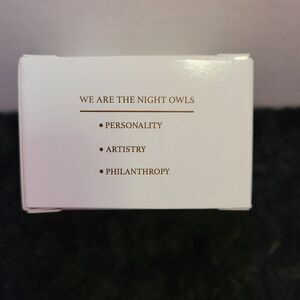 WE ARE THE NIGHT OWLS
• PERSONALITY
• ARTISTRY
• PHILANTHROPY